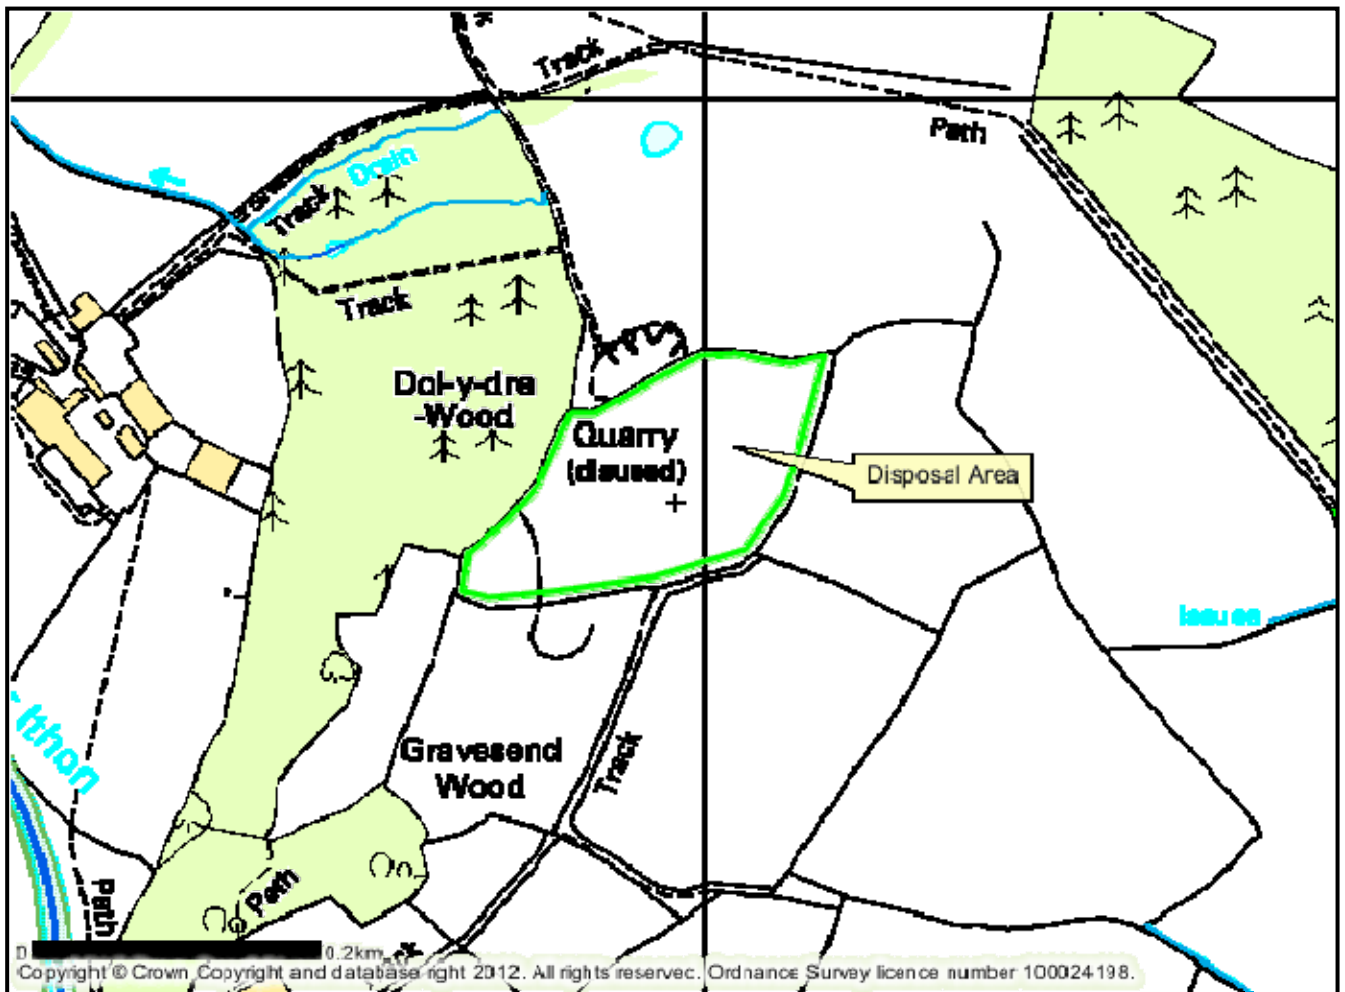 Track
Path
Drain
Track
Track
Dol-y-dre
Wood
Quarry
(disused)
Disposal Area
Issues
Ithon
Gravesend
Wood
Track
Path
Path
0.2km
Copyright © Crown Copyright and database right 2012. All rights reserved. Ordnance Survey licence number 100024198.